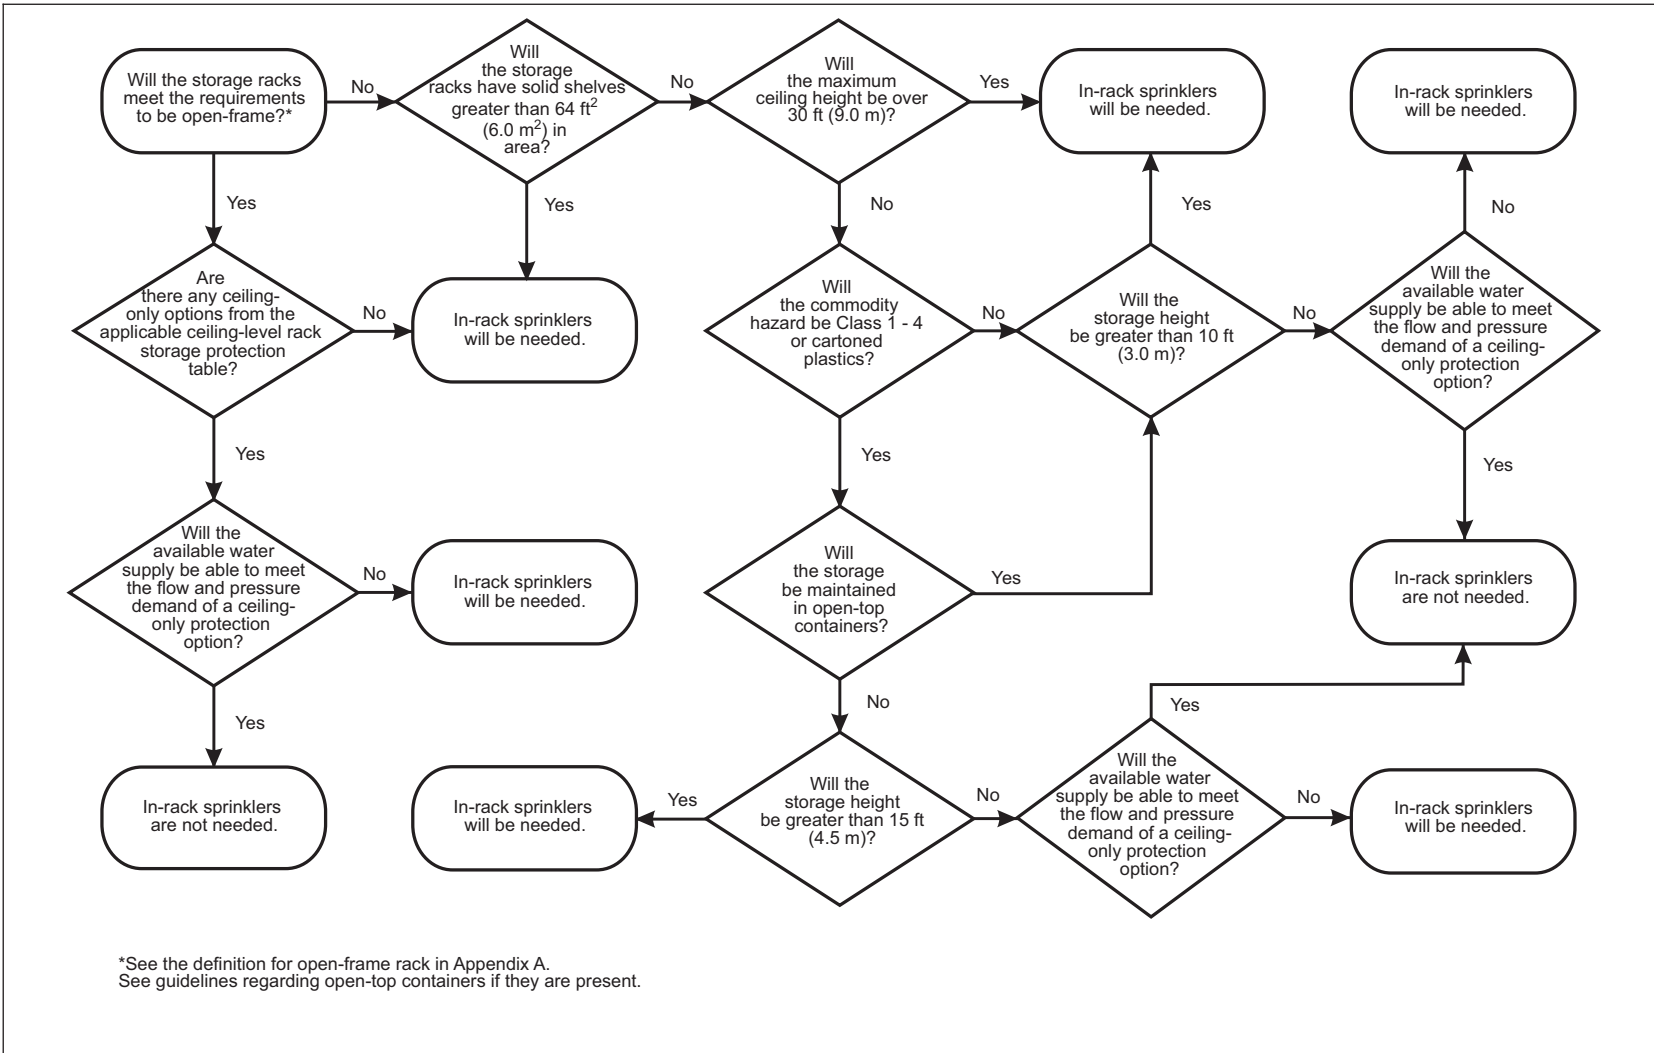 Will the storage racks
meet the requirements
to be open-frame?*
No
Will
the storage
racks have solid shelves
greater than 64 ft²
(6.0 m²) in
area?
No
Will
the maximum
ceiling height be over
30 ft (9.0 m)?
Yes
In-rack sprinklers
will be needed.
In-rack sprinklers
will be needed.
Yes
Yes
No
Yes
No
Are
there any ceiling-
only options from the
applicable ceiling-level rack
storage protection
table?
No
In-rack sprinklers
will be needed.
Will
the commodity
hazard be Class 1 - 4
or cartoned
plastics?
No
Will the
storage height
be greater than 10 ft
(3.0 m)?
No
Will the
available water
supply be able to meet
the flow and pressure
demand of a ceiling-
only protection
option?
Yes
Yes
Yes
Will the
available water
supply be able to meet
the flow and pressure
demand of a ceiling-
only protection
option?
No
In-rack sprinklers
will be needed.
Will
the storage
be maintained
in open-top
containers?
Yes
In-rack sprinklers
are not needed.
Yes
No
Yes
In-rack sprinklers
are not needed.
In-rack sprinklers
will be needed.
Yes
Will the
storage height
be greater than 15 ft
(4.5 m)?
No
Will the
available water
supply be able to meet
the flow and pressure
demand of a ceiling-
only protection
option?
No
In-rack sprinklers
will be needed.
*See the definition for open-frame rack in Appendix A.
See guidelines regarding open-top containers if they are present.